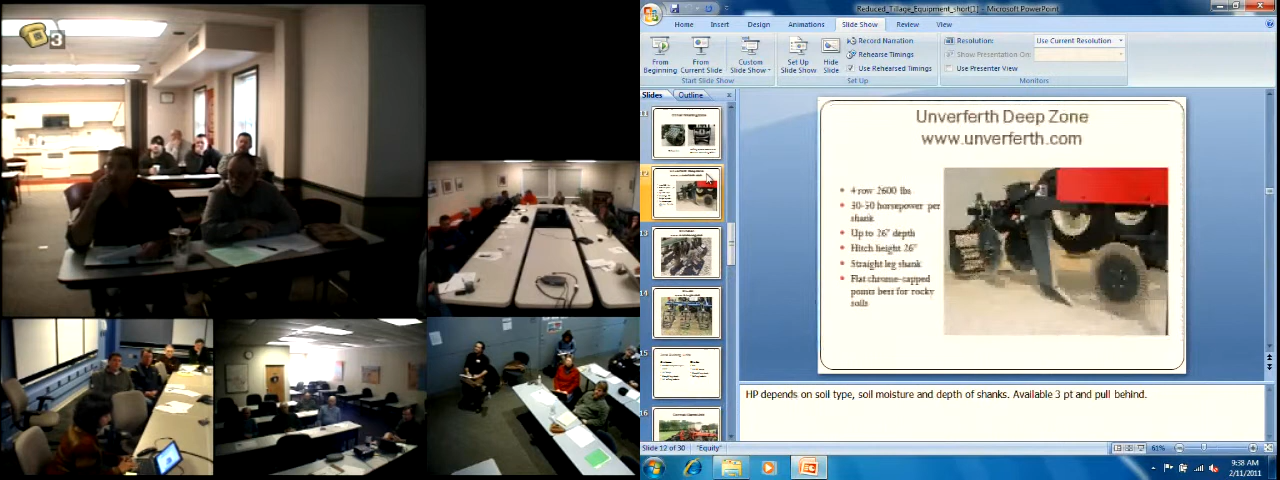 3
Reduced_Tillage_Equipment_short[1] - Microsoft PowerPoint
Home Insert Design Animations Slide Show Review View
From Beginning
From Current Slide
Custom Slide Show
Set Up Slide Show
Hide Slide
Record Narration
Rehearse Timings
Use Rehearsed Timings
Resolution: Use Current Resolution
Show Presentation On:
Use Presenter View
Start Slide Show Set Up Monitors
Slides Outline
13
14
15
16
Unverferth Deep Zone
www.unverferth.com
4 row 2600 lbs
30-50 horsepower per
shank
Up to 26" depth
Hitch height 26"
Straight leg shank
Flat chrome-capped
points best for rocky
soils
HP depends on soil type, soil moisture and depth of shanks. Available 3 pt and pull behind.
Slide 12 of 30 "Equity" 61%
9:38 AM
2/11/2011